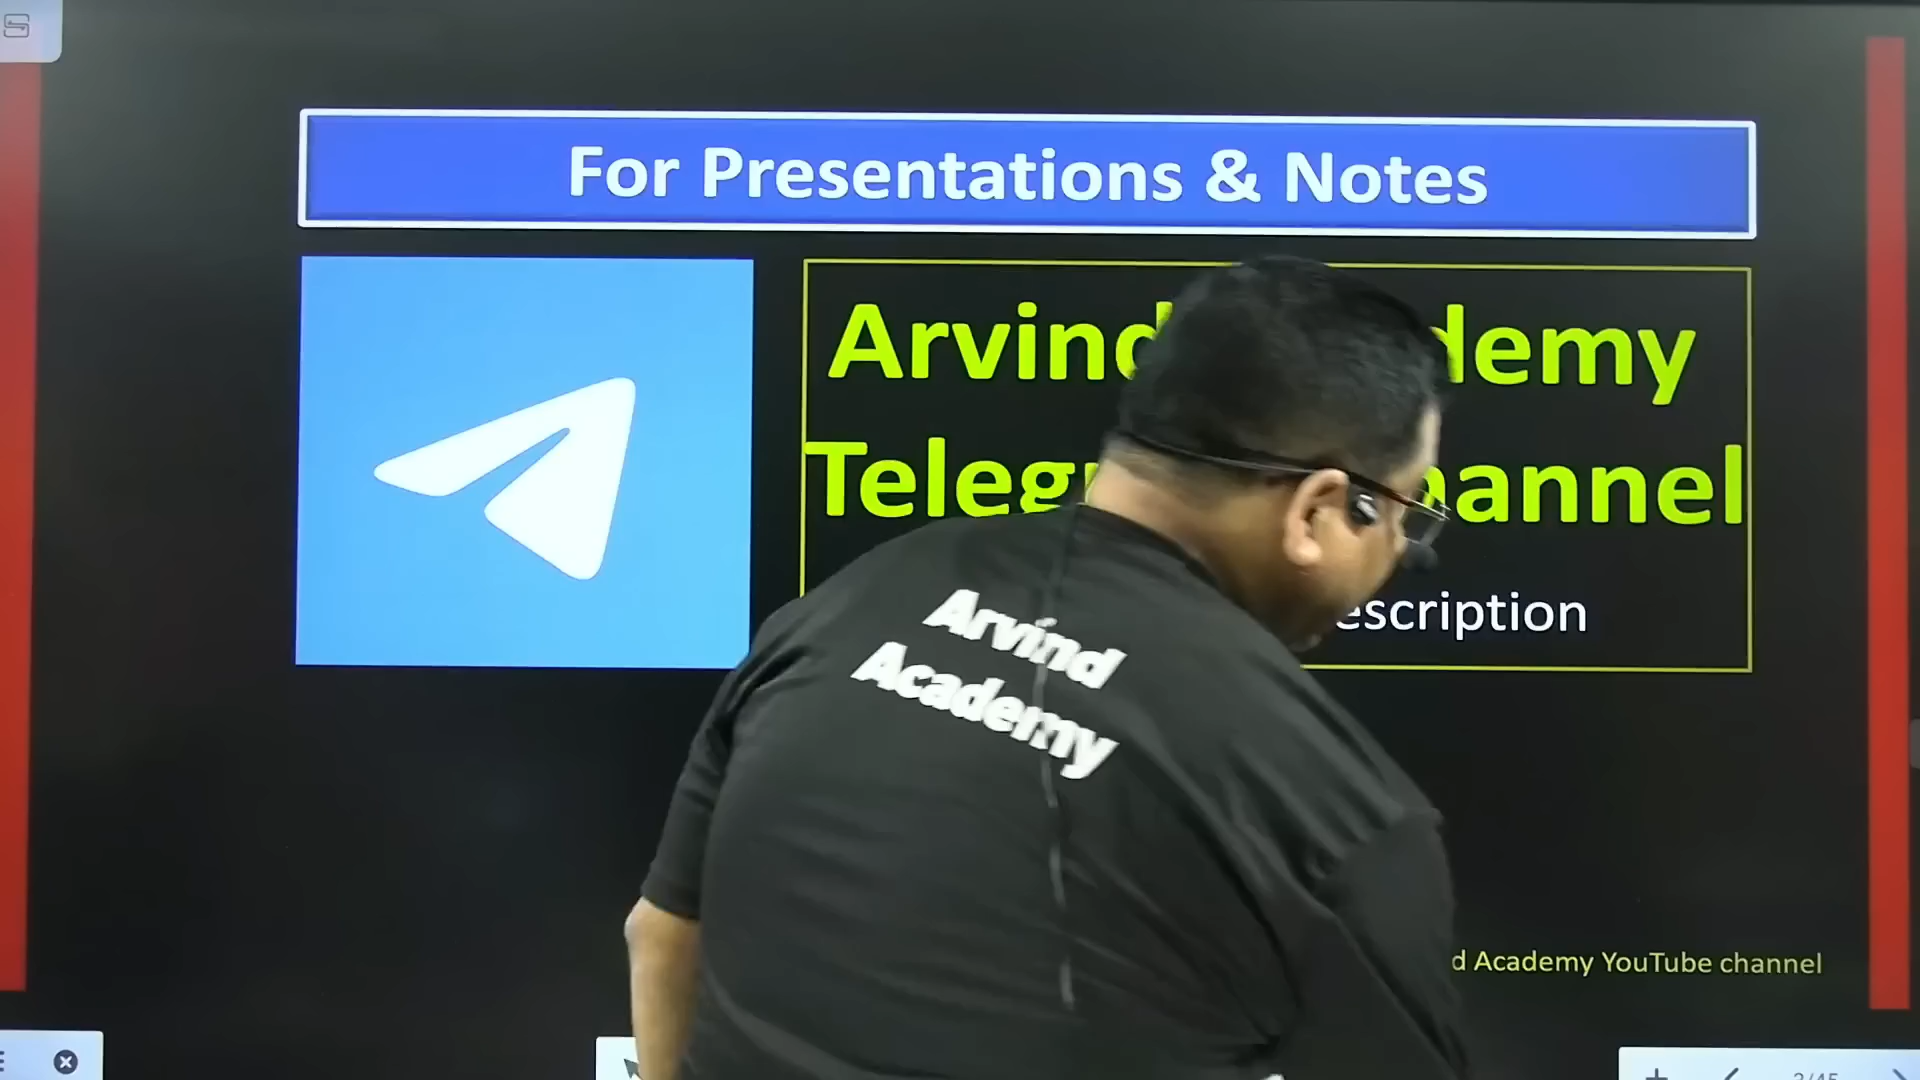 For Presentations & Notes
Arvind demy
Teleg annel
escription
Arvind
Academy
d Academy YouTube channel